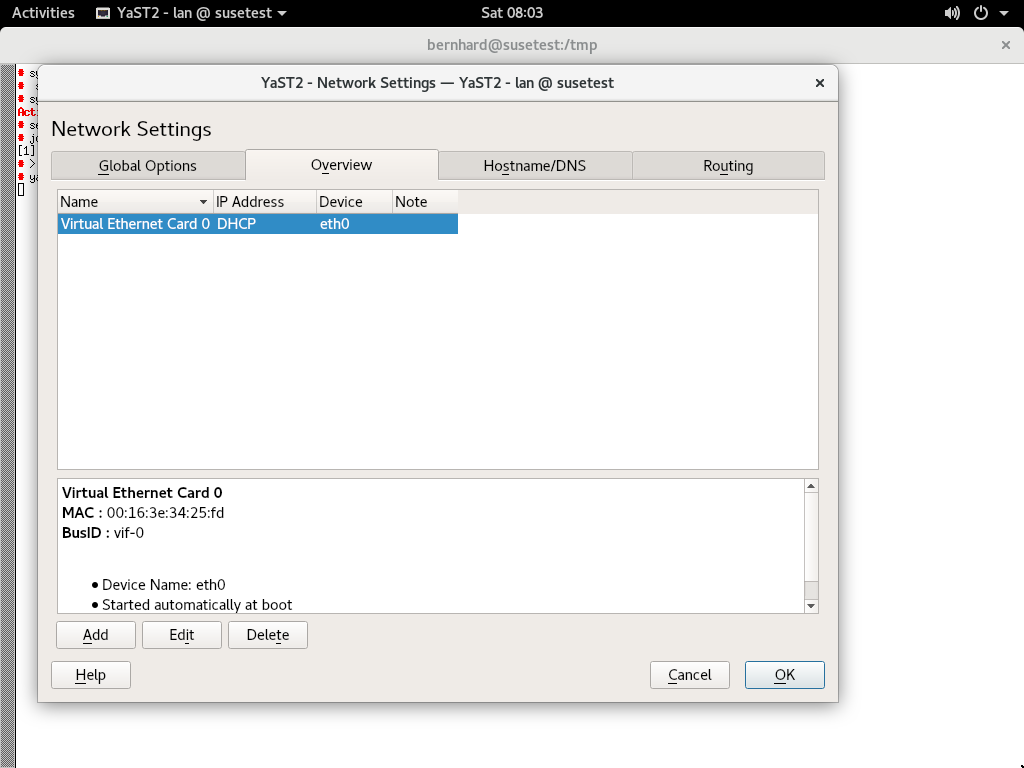 Activities YaST2 - lan @ susetest Sat 08:03
bernhard@susetest:/tmp
YaST2 - Network Settings — YaST2 - lan @ susetest
Network Settings
Global Options Overview Hostname/DNS Routing
Name IP Address Device Note
Virtual Ethernet Card 0 DHCP eth0
Virtual Ethernet Card 0
MAC : 00:16:3e:34:25:fd
BusID : vif-0
• Device Name: eth0
• Started automatically at boot
Add Edit Delete
Help Cancel OK